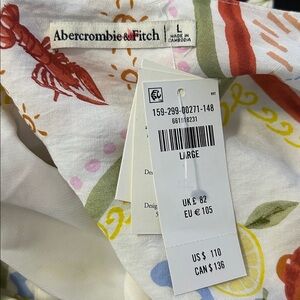 Abercrombie & Fitch
L
MADE IN
CAMBODIA
159-299-00271-148
661118231
LARGE
UK £ 82
EU € 105
US $ 110
CAN $ 136